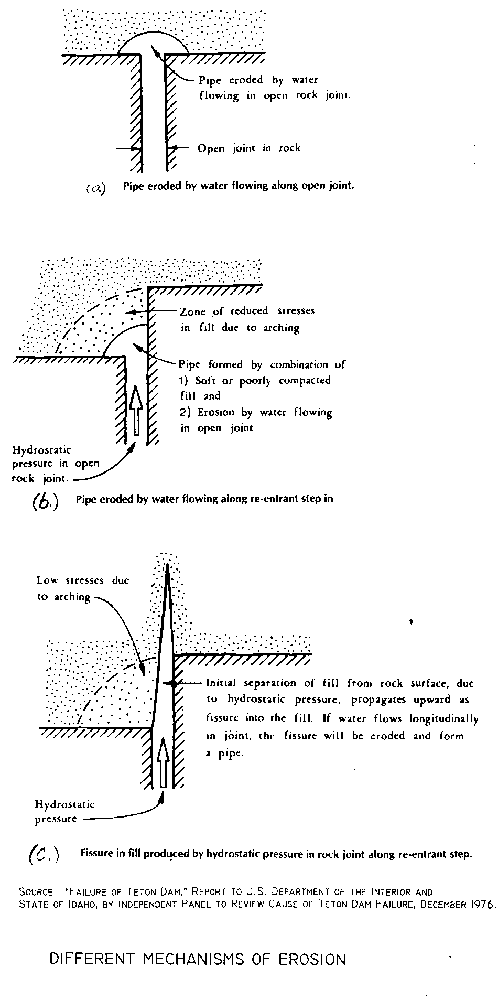 Pipe eroded by water
flowing in open rock joint.
Open joint in rock
(a.) Pipe eroded by water flowing along open joint.
Zone of reduced stresses
in fill due to arching
Pipe formed by combination of
1) Soft or poorly compacted
fill and
2) Erosion by water flowing
in open joint
Hydrostatic
pressure in open
rock joint.
(b.) Pipe eroded by water flowing along re-entrant step in
Low stresses due
to arching
Initial separation of fill from rock surface, due
to hydrostatic pressure, propagates upward as
fissure into the fill. If water flows longitudinally
in joint, the fissure will be eroded and form
a pipe.
Hydrostatic
pressure
(C.) Fissure in fill produced by hydrostatic pressure in rock joint along re-entrant step.
SOURCE: "FAILURE OF TETON DAM," REPORT TO U.S. DEPARTMENT OF THE INTERIOR AND
STATE OF IDAHO, BY INDEPENDENT PANEL TO REVIEW CAUSE OF TETON DAM FAILURE, DECEMBER 1976.
DIFFERENT MECHANISMS OF EROSION